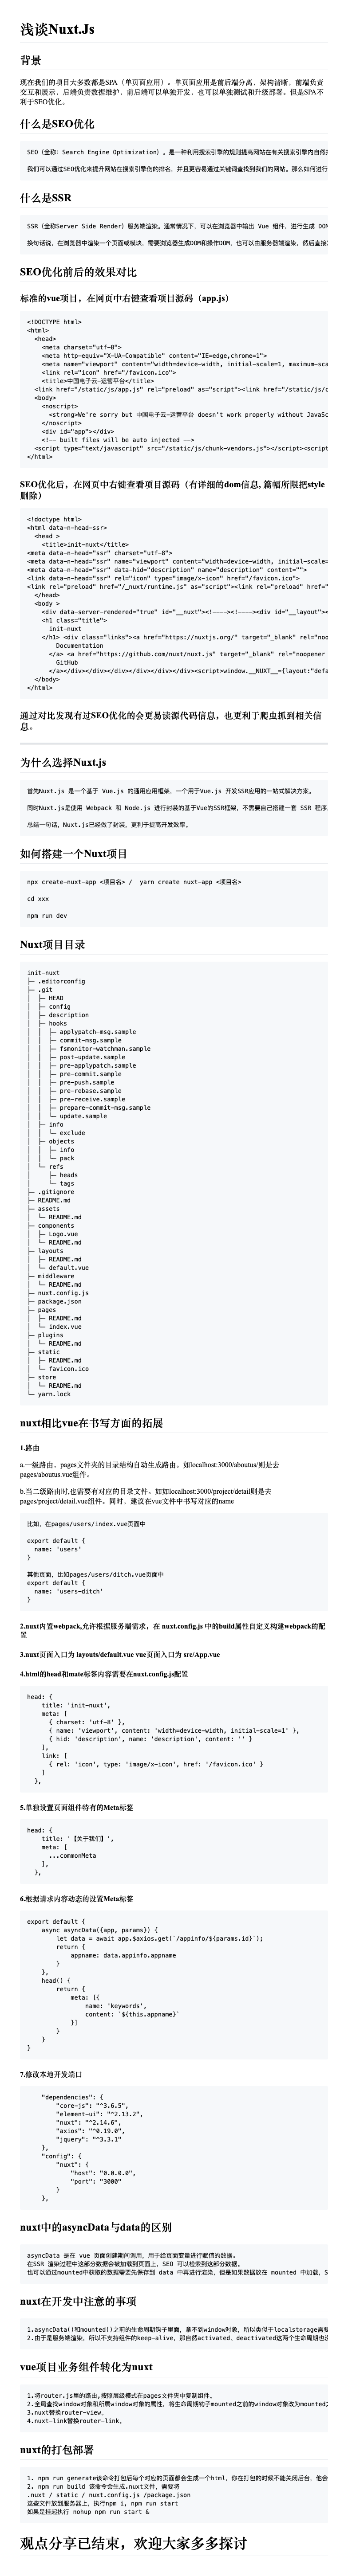 浅谈Nuxt.Js
背景
现在我们的项目大多数都是SPA（单页面应用）。单页面应用是前后端分离，架构清晰，前端负责
交互和展示，后端负责数据维护，前后端可以单独开发，也可以单独测试和升级部署。但是SPA不
利于SEO优化。
什么是SEO优化
SEO（全称：Search Engine Optimization），是一种利用搜索引擎的规则提高网站在有关搜索引擎内自然
我们可以通过SEO优化来提升网站在搜索引擎伤的排名，并且更容易通过关键词查找到我们的网站。那么如何进行
什么是SSR
SSR（全称Server Side Render）服务端渲染。通常情况下，可以在浏览器中输出 Vue 组件，进行生成 DOM
换句话说，在浏览器中渲染一个页面或模块，需要浏览器生成DOM和操作DOM，也可以由服务器端渲染，然后直接
SEO优化前后的效果对比
标准的vue项目，在网页中右键查看项目源码（app.js）
<!DOCTYPE html>
<html>
<head>
<meta charset="utf-8">
<meta http-equiv="X-UA-Compatible" content="IE=edge,chrome=1">
<meta name="viewport" content="width=device-width, initial-scale=1, maximum-sca
<link rel="icon" href="/favicon.ico">
<title>中国电子云-运营平台</title>
<link href="/static/js/app.js" rel="preload" as="script"><link href="/static/js/c
<body>
<noscript>
<strong>We're sorry but 中国电子云-运营平台 doesn't work properly without JavaSc
</noscript>
<div id="app"></div>
<!-- built files will be auto injected -->
<script type="text/javascript" src="/static/js/chunk-vendors.js"></script><script
</html>
SEO优化后，在网页中右键查看项目源码（有详细的dom信息, 篇幅所限把style
删除）
<!doctype html>
<html data-n-head-ssr>
<head >
<title>init-nuxt</title>
<meta data-n-head="ssr" charset="utf-8">
<meta data-n-head="ssr" name="viewport" content="width=device-width, initial-scale=
<meta data-n-head="ssr" data-hid="description" name="description" content="">
<link data-n-head="ssr" rel="icon" type="image/x-icon" href="/favicon.ico">
<link rel="preload" href="/_nuxt/runtime.js" as="script"><link rel="preload" href="
</head>
<body >
<div data-server-rendered="true" id="__nuxt"><!----><!----><div id="__layout"><
<h1 class="title">
init-nuxt
</h1> <div class="links"><a href="https://nuxtjs.org/" target="_blank" rel="noo
Documentation
</a> <a href="https://github.com/nuxt/nuxt.js" target="_blank" rel="noopener
GitHub
</a></div></div></div></div></div></div><script>window.__NUXT__={layout:"defa
</body>
</html>
通过对比发现有过SEO优化的会更易读源代码信息，也更利于爬虫抓到相关信
息。
为什么选择Nuxt.js
首先Nuxt.js 是一个基于 Vue.js 的通用应用框架，一个用于Vue.js 开发SSR应用的一站式解决方案。
同时Nuxt.js是使用 Webpack 和 Node.js 进行封装的基于Vue的SSR框架，不需要自己搭建一套 SSR 程序，
总结一句话，Nuxt.js已经做了封装，更利于提高开发效率。
如何搭建一个Nuxt项目
npx create-nuxt-app <项目名> / yarn create nuxt-app <项目名>
cd xxx
npm run dev
Nuxt项目目录
init-nuxt
├─ .editorconfig
├─ .git
│  ├─ HEAD
│  ├─ config
│  ├─ description
│  ├─ hooks
│  │  ├─ applypatch-msg.sample
│  │  ├─ commit-msg.sample
│  │  ├─ fsmonitor-watchman.sample
│  │  ├─ post-update.sample
│  │  ├─ pre-applypatch.sample
│  │  ├─ pre-commit.sample
│  │  ├─ pre-push.sample
│  │  ├─ pre-rebase.sample
│  │  ├─ pre-receive.sample
│  │  ├─ prepare-commit-msg.sample
│  │  └─ update.sample
│  ├─ info
│  │  └─ exclude
│  ├─ objects
│  │  ├─ info
│  │  └─ pack
│  └─ refs
│     ├─ heads
│     └─ tags
├─ .gitignore
├─ README.md
├─ assets
│  └─ README.md
├─ components
│  ├─ Logo.vue
│  └─ README.md
├─ layouts
│  ├─ README.md
│  └─ default.vue
├─ middleware
│  └─ README.md
├─ nuxt.config.js
├─ package.json
├─ pages
│  ├─ README.md
│  └─ index.vue
├─ plugins
│  └─ README.md
├─ static
│  ├─ README.md
│  └─ favicon.ico
├─ store
│  └─ README.md
└─ yarn.lock
nuxt相比vue在书写方面的拓展
1.路由
a.一级路由．pages文件夹的目录结构自动生成路由。如localhost:3000/aboutus/则是去
pages/aboutus.vue组件。
b.当二级路由时,也需要有对应的目录文件。如如localhost:3000/project/detail则是去
pages/project/detail.vue组件。同时．建议在vue文件中书写对应的name
比如，在pages/users/index.vue页面中
export default {
name: 'users'
}
其他页面，比如pages/users/ditch.vue页面中
export default {
name: 'users-ditch'
}
2.nuxt内置webpack,允许根据服务端需求，在 nuxt.config.js 中的build属性自定义构建webpack的配
置
3.nuxt页面入口为 layouts/default.vue vue页面入口为 src/App.vue
4.html的head和mate标签内容需要在nuxt.config.js配置
head: {
title: 'init-nuxt',
meta: [
{ charset: 'utf-8' },
{ name: 'viewport', content: 'width=device-width, initial-scale=1' },
{ hid: 'description', name: 'description', content: '' }
],
link: [
{ rel: 'icon', type: 'image/x-icon', href: '/favicon.ico' }
]
},
5.单独设置页面组件特有的Meta标签
head: {
title: '【关于我们】',
meta: [
...commonMeta
],
},
6.根据请求内容动态的设置Meta标签
export default {
async asyncData({app, params}) {
let data = await app.$axios.get(`/appinfo/${params.id}`);
return {
appname: data.appinfo.appname
}
},
head() {
return {
meta: [{
name: 'keywords',
content: `${this.appname}`
}]
}
}
}
7.修改本地开发端口
"dependencies": {
"core-js": "^3.6.5",
"element-ui": "^2.13.2",
"nuxt": "^2.14.6",
"axios": "^0.19.0",
"jquery": "^3.3.1"
},
"config": {
"nuxt": {
"host": "0.0.0.0",
"port": "3000"
}
},
nuxt中的asyncData与data的区别
asyncData 是在 vue 页面创建期间调用，用于给页面变量进行赋值的数据。
在SSR 渲染过程中这部分数据会被加载到页面上，SEO 可以检索到这部分数据。
也可以通过mounted中获取的数据需要先保存到 data 中再进行渲染，但是如果数据放在 mounted 中加载，S
nuxt在开发中注意的事项
1.asyncData()和mounted()之前的生命周期钩子里面，拿不到window对象，所以类似于localstorage需要
2.由于是服务端渲染，所以不支持组件的keep-alive，那自然activated、deactivated这两个生命周期也没
vue项目业务组件转化为nuxt
1.将router.js里的路由,按照层级模式在pages文件夹中复制组件。
2.全局查找window对象和所属window对象的属性，将生命周期钩子mounted之前的window对象改为mounted之
3.nuxt替换router-view。
4.nuxt-link替换router-link。
nuxt的打包部署
1. npm run generate该命令打包后每个对应的页面都会生成一个html，你在打包的时候不能关闭后台，他会
2. npm run build 该命令会生成.nuxt文件，需要将
.nuxt / static / nuxt.config.js /package.json
这些文件放到服务器上，执行npm i, npm run start
如果是挂起执行 nohup npm run start &
观点分享已结束，欢迎大家多多探讨